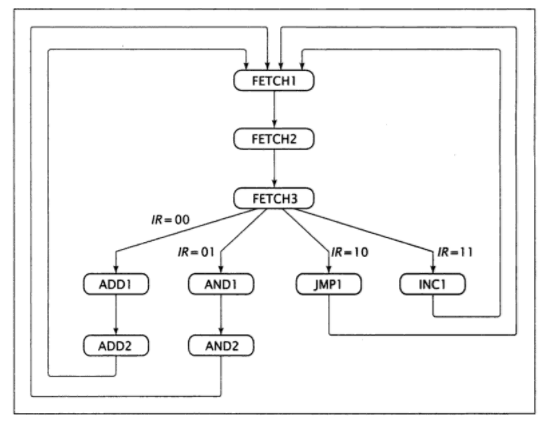 FETCH1
FETCH2
FETCH3
IR=00
IR=01
IR=10
IR=11
ADD1
AND1
JMP1
INC1
ADD2
AND2